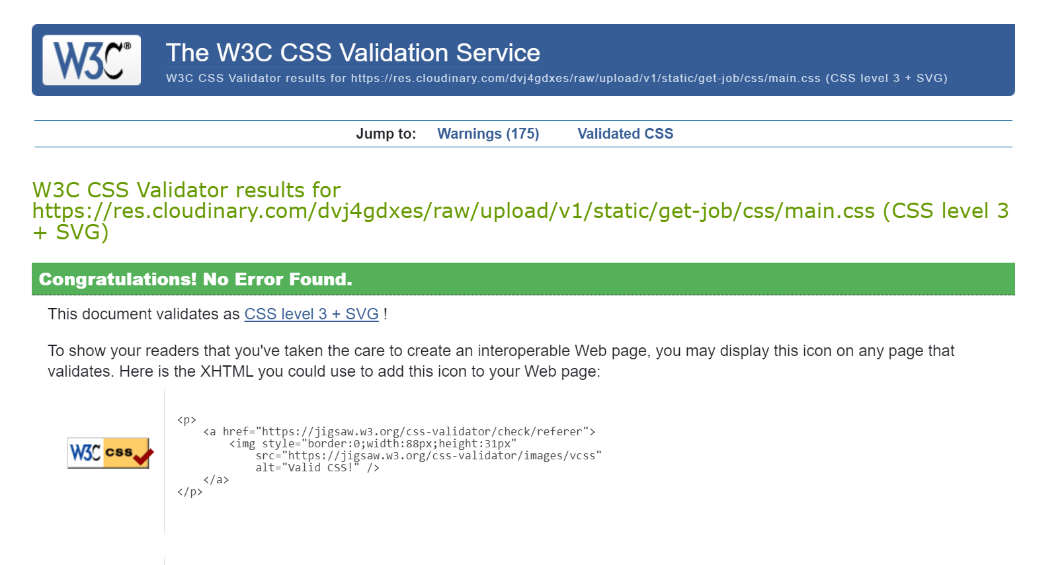 W3C®
The W3C CSS Validation Service
W3C CSS Validator results for https://res.cloudinary.com/dvj4gdxes/raw/upload/v1/static/get-job/css/main.css (CSS level 3 + SVG)
Jump to: Warnings (175) Validated CSS
W3C CSS Validator results for
https://res.cloudinary.com/dvj4gdxes/raw/upload/v1/static/get-job/css/main.css (CSS level 3
+ SVG)
Congratulations! No Error Found.
This document validates as CSS level 3 + SVG !
To show your readers that you've taken the care to create an interoperable Web page, you may display this icon on any page that
validates. Here is the XHTML you could use to add this icon to your Web page:
W3C css
<p>
    <a href="https://jigsaw.w3.org/css-validator/check/referer">
        <img style="border:0;width:88px;height:31px"
            src="https://jigsaw.w3.org/css-validator/images/vcss"
            alt="Valid CSS!" />
    </a>
</p>